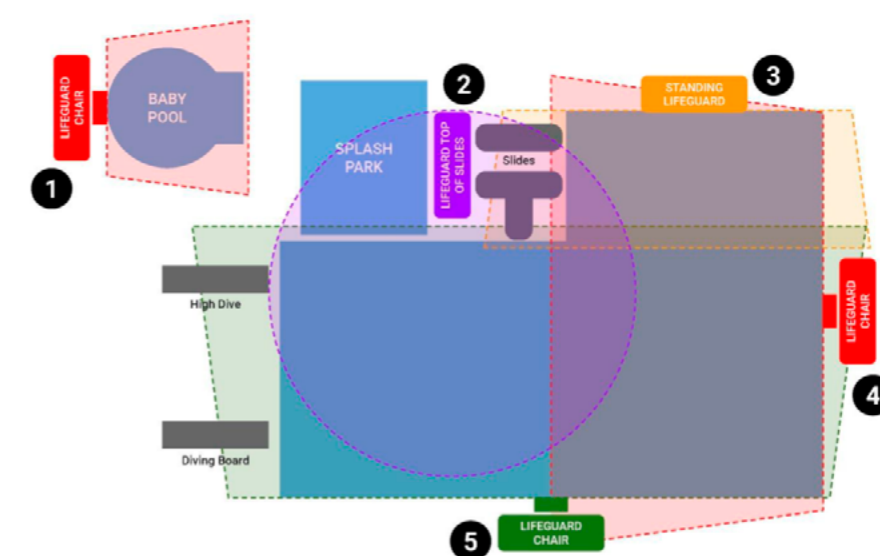 LIFEGUARD
CHAIR
BABY
POOL
1
2
STANDING
LIFEGUARD
3
SPLASH
PARK
LIFEGUARD TOP
OF SLIDES
Slides
High Dive
LIFEGUARD
CHAIR
4
Diving Board
5
LIFEGUARD
CHAIR